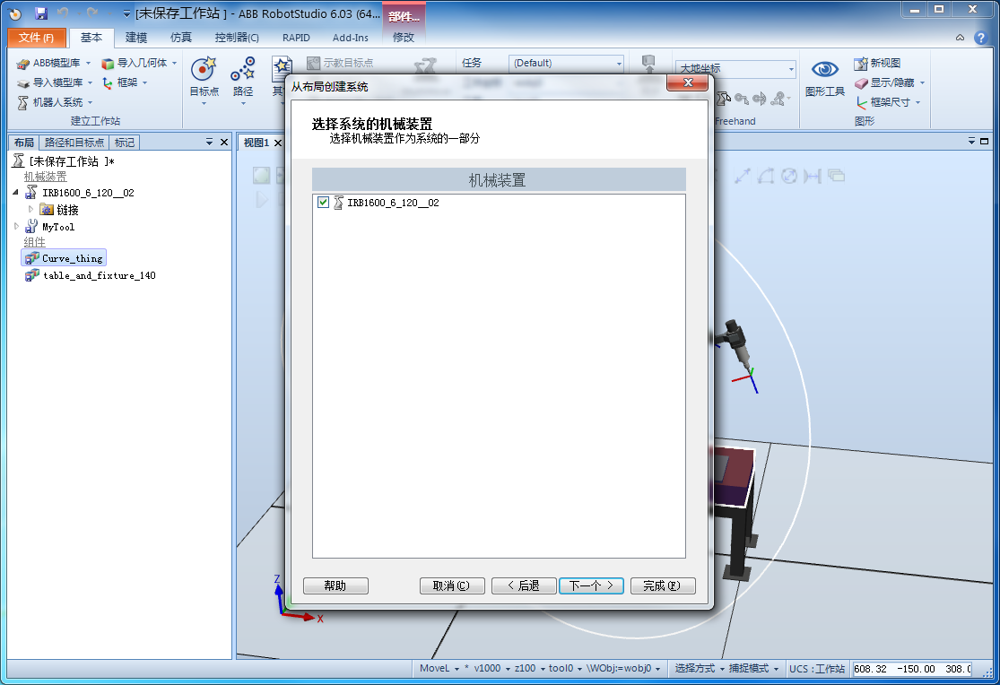 [未保存工作站 ] - ABB RobotStudio 6.03 (64...
部件...
文件(F) 基本 建模 仿真 控制器(C) RAPID Add-Ins 修改
ABB模型库 导入几何体
导入模型库 框架
机器人系统
建立工作站
目标点 路径 其
示教目标点
任务 (Default)
大地坐标
Freehand
图形工具
新视图
显示/隐藏
框架尺寸
图形
布局 路径和目标点 标记
[未保存工作站 ]*
机械装置
IRB1600_6_120__02
链接
MyTool
组件
Curve_thing
table_and_fixture_140
视图1
从布局创建系统
选择系统的机械装置
选择机械装置作为系统的一部分
机械装置
IRB1600_6_120__02
帮助 取消(C) < 后退 下一个 > 完成(F)
Z
X
MoveL * v1000 z100 tool0 \WObj:=wobj0 选择方式 捕捉模式 UCS : 工作站 608.32 -150.00 308.